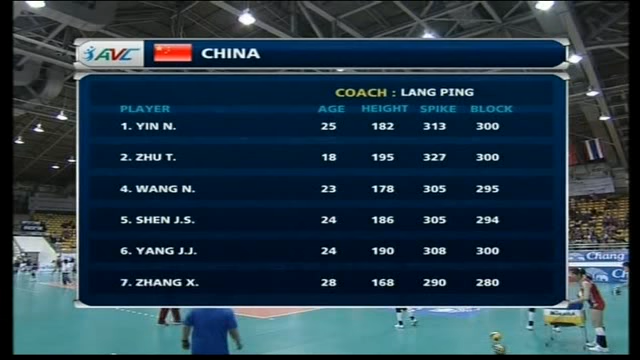 AVC CHINA
COACH : LANG PING
PLAYER AGE HEIGHT SPIKE BLOCK
1. YIN N. 25 182 313 300
2. ZHU T. 18 195 327 300
4. WANG N. 23 178 305 295
5. SHEN J.S. 24 186 305 294
6. YANG J.J. 24 190 308 300
7. ZHANG X. 28 168 290 280
Chang
Chang
MIKASA